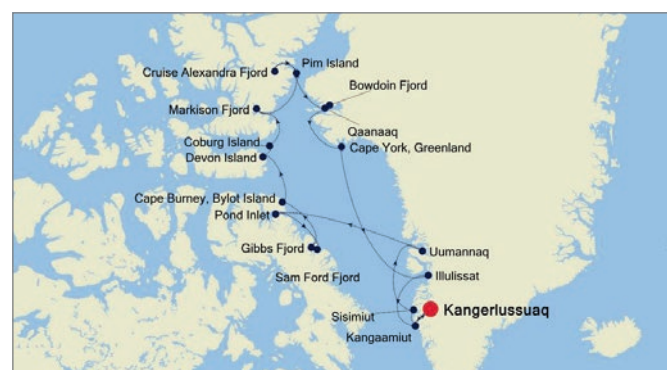 Pim Island
Cruise Alexandra Fjord
Bowdoin Fjord
Markison Fjord
Qaanaaq
Cape York, Greenland
Coburg Island
Devon Island
Cape Burney, Bylot Island
Pond Inlet
Gibbs Fjord
Uumannaq
Sam Ford Fjord
Illulissat
Sisimiut
Kangerlussuaq
Kangaamiut